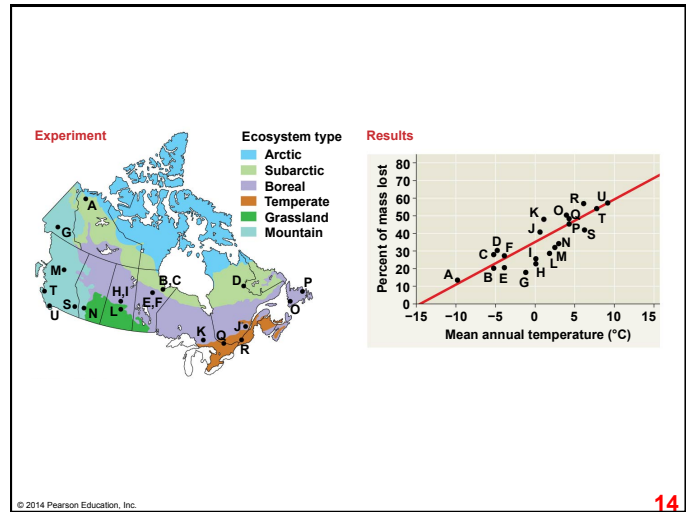 Experiment
Ecosystem type
Arctic
Subarctic
Boreal
Temperate
Grassland
Mountain
A
G
M
T
U
S
N
H,I
L
E,F
B,C
D
P
O
K
Q
J
R
Results
Percent of mass lost
80
70
60
50
40
30
20
10
0
A
B
C
D
E
F
G
H
I
J
K
L
M
N
O
P
Q
R
S
T
U
−15
−10
−5
0
5
10
15
Mean annual temperature (°C)
© 2014 Pearson Education, Inc.
14